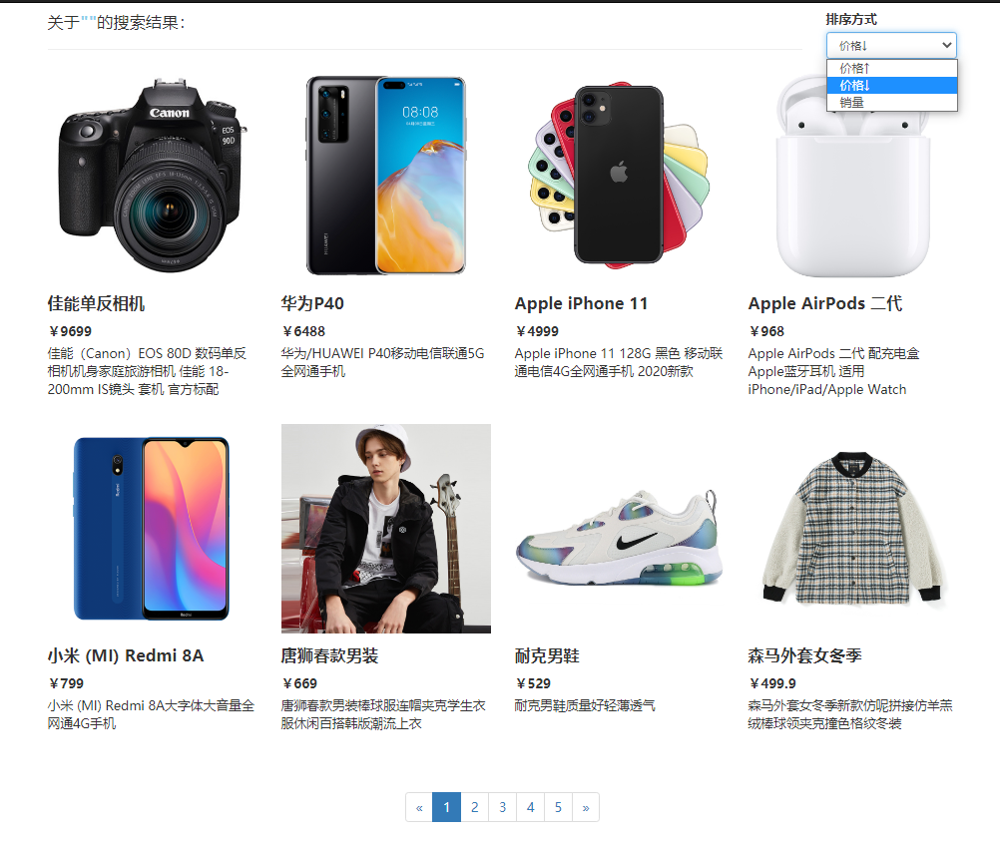 关于""的搜索结果：
排序方式
价格↓
价格↑
价格↓
销量
Canon
EOS
90D
08:08
HUAWEI
佳能单反相机
华为P40
Apple iPhone 11
Apple AirPods 二代
￥9699
￥6488
￥4999
￥968
佳能（Canon）EOS 80D 数码单反
相机机身家庭旅游相机 佳能 18-
200mm IS镜头 套机 官方标配
华为/HUAWEI P40移动电信联通5G
全网通手机
Apple iPhone 11 128G 黑色 移动联
通电信4G全网通手机 2020新款
Apple AirPods 二代 配充电盒
Apple蓝牙耳机 适用
iPhone/iPad/Apple Watch
Redmi
Redmi
小米 (MI) Redmi 8A
唐狮春款男装
耐克男鞋
森马外套女冬季
￥799
￥669
￥529
￥499.9
小米 (MI) Redmi 8A大字体大音量全
网通4G手机
唐狮春款男装棒球服连帽夹克学生衣
服休闲百搭韩版潮流上衣
耐克男鞋质量好轻薄透气
森马外套女冬季新款仿呢拼接仿羊羔
绒棒球领夹克撞色格纹冬装
« 1 2 3 4 5 »